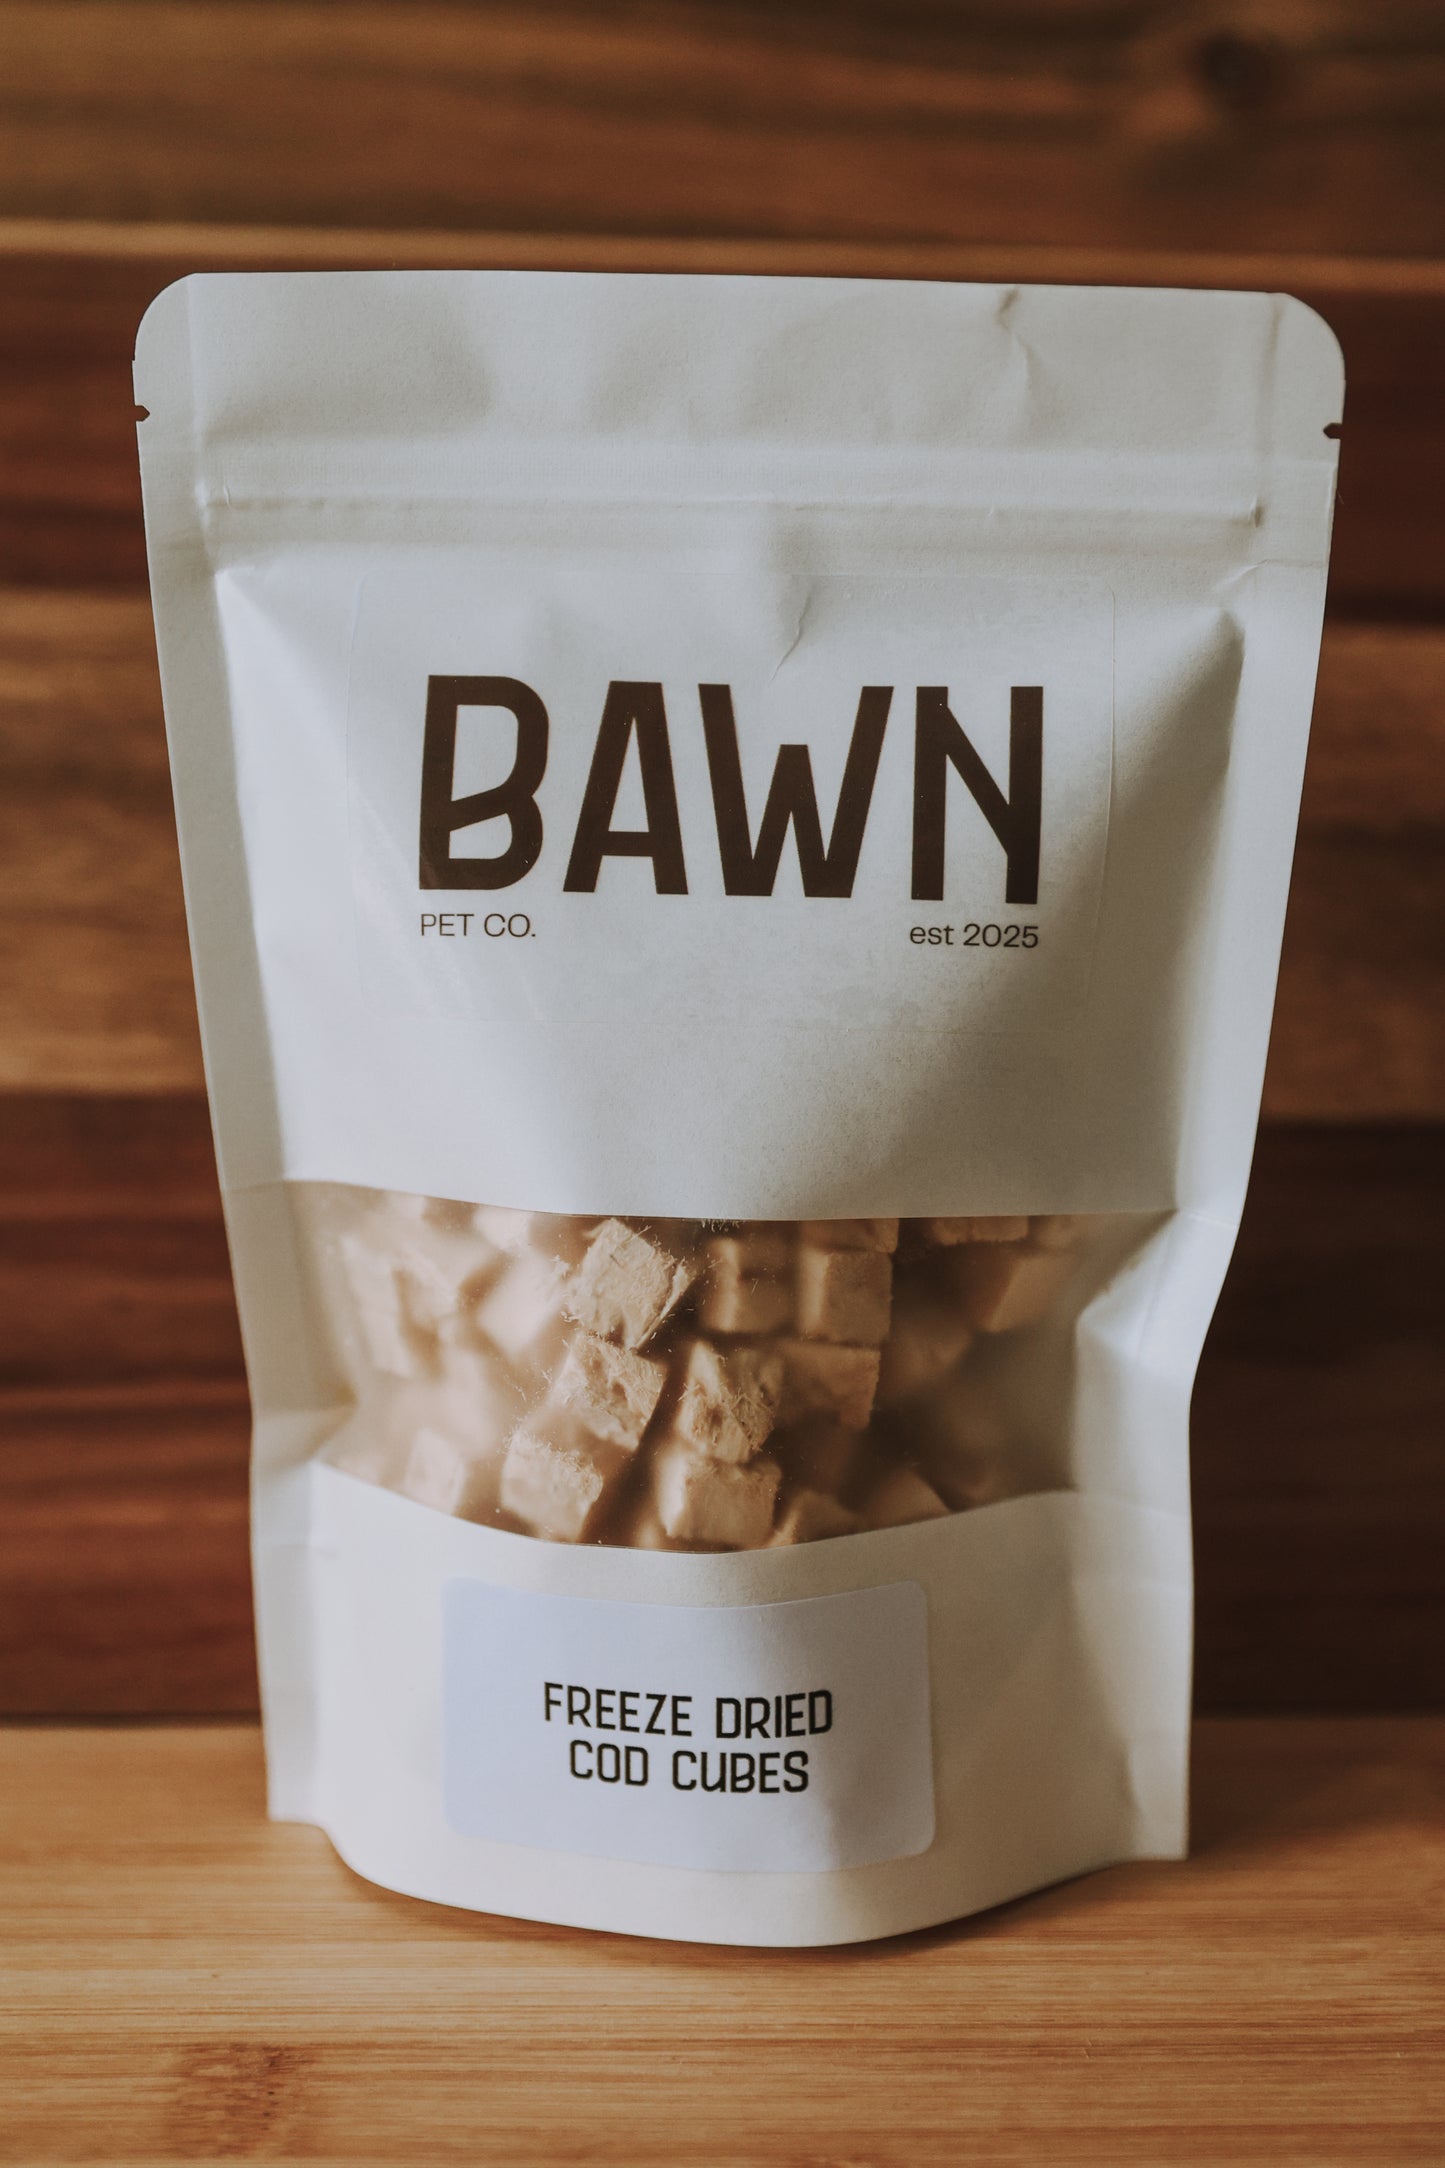 BAWN
PET CO. est 2025
FREEZE DRIED
COD CUBES